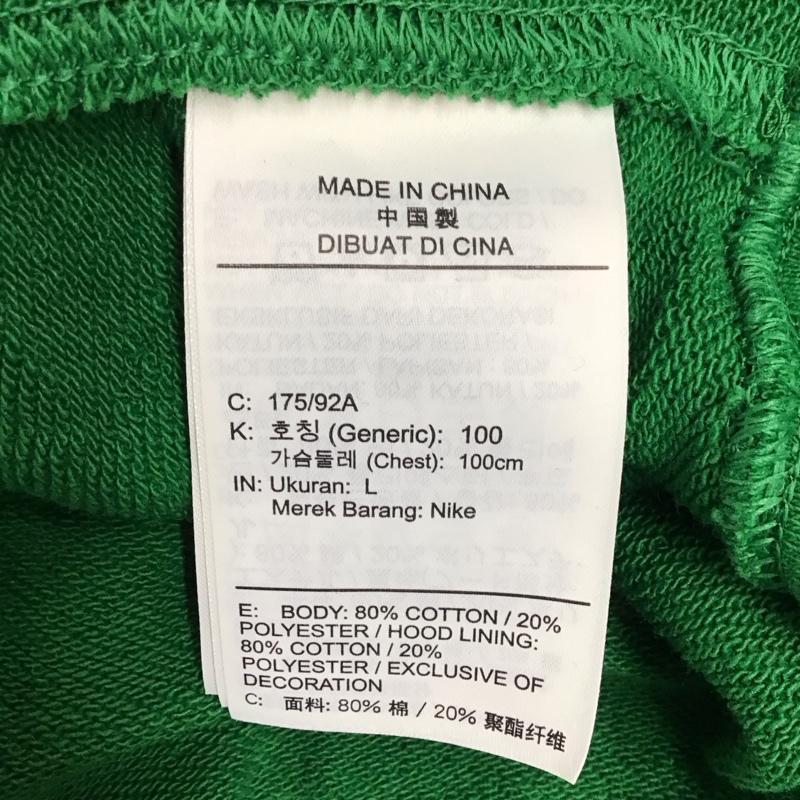 MADE IN CHINA
中国製
DIBUAT DI CINA
C: 175/92A
K: 호칭 (Generic): 100
가슴둘레 (Chest): 100cm
IN: Ukuran: L
Merek Barang: Nike
E: BODY: 80% COTTON / 20%
POLYESTER / HOOD LINING:
80% COTTON / 20%
POLYESTER / EXCLUSIVE OF
DECORATION
C: 面料: 80% 棉 / 20% 聚酯纤维